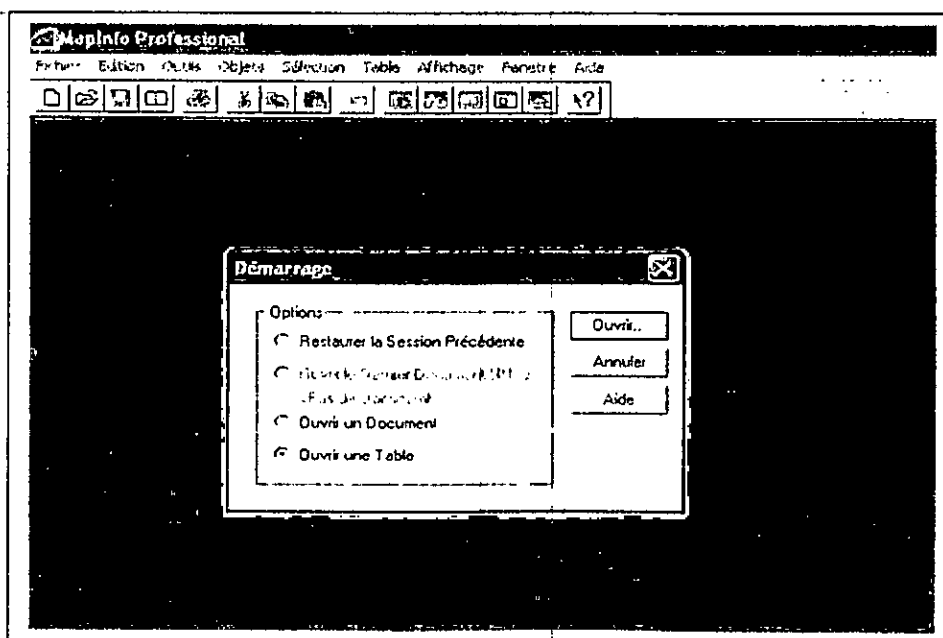 MapInfo Professional
Fichier Edition Outils Objets Sélection Table Affichage Fenetre Aide
Démarrage
Options
Restaurer la Session Précédente
Ouvrir un Document
Ouvrir une Table
Ouvrir..
Annuler
Aide